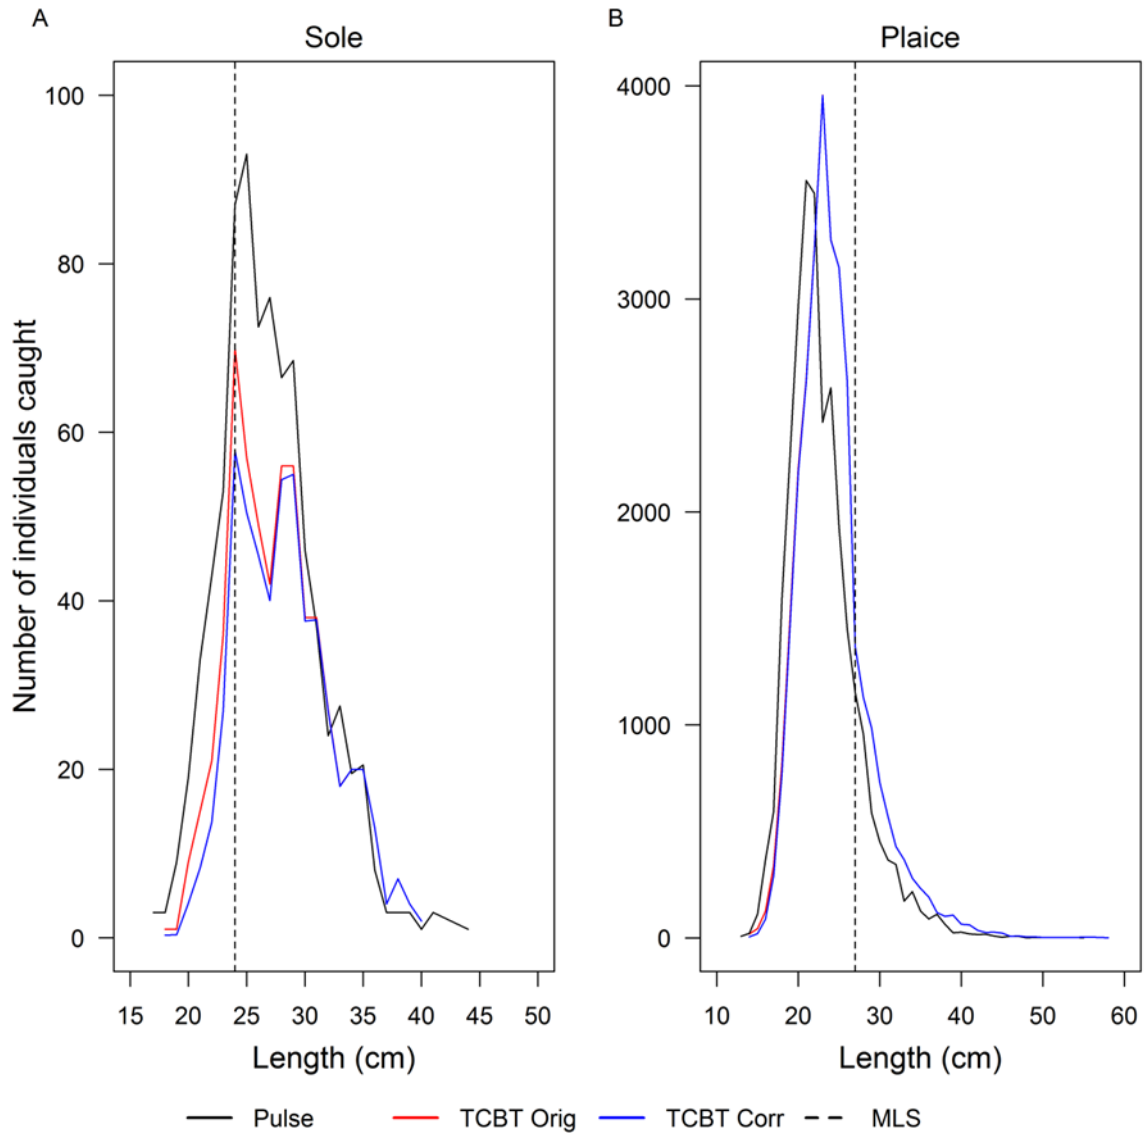 A
B
Sole
Plaice
Number of individuals caught
100
80
60
40
20
0
4000
3000
2000
1000
0
15 20 25 30 35 40 45 50
10 20 30 40 50 60
Length (cm)
Length (cm)
Pulse TCBT Orig TCBT Corr MLS